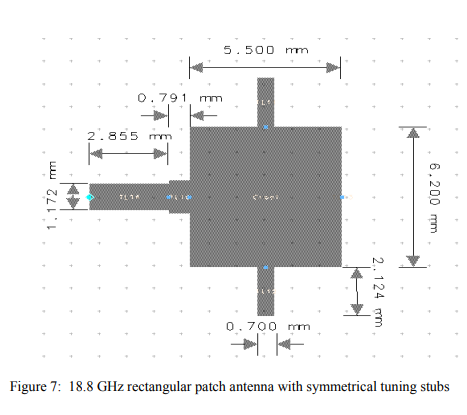 5.500 mm
0.791 mm
2.855 mm
1.172 mm
6.200 mm
2.124 mm
0.700 mm
Figure 7:  18.8 GHz rectangular patch antenna with symmetrical tuning stubs